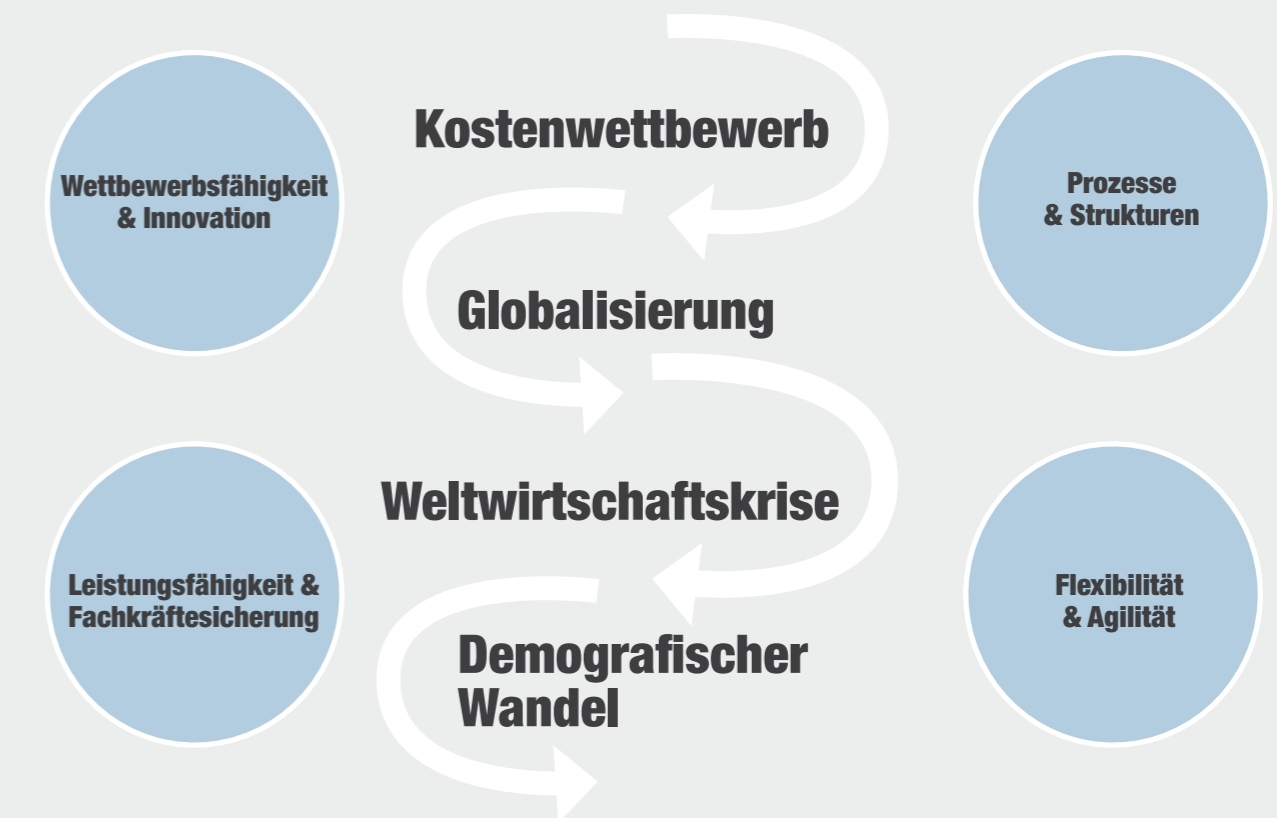 Kostenwettbewerb
Wettbewerbsfähigkeit
& Innovation
Prozesse
& Strukturen
Globalisierung
Weltwirtschaftskrise
Leistungsfähigkeit &
Fachkräftesicherung
Flexibilität
& Agilität
Demografischer
Wandel